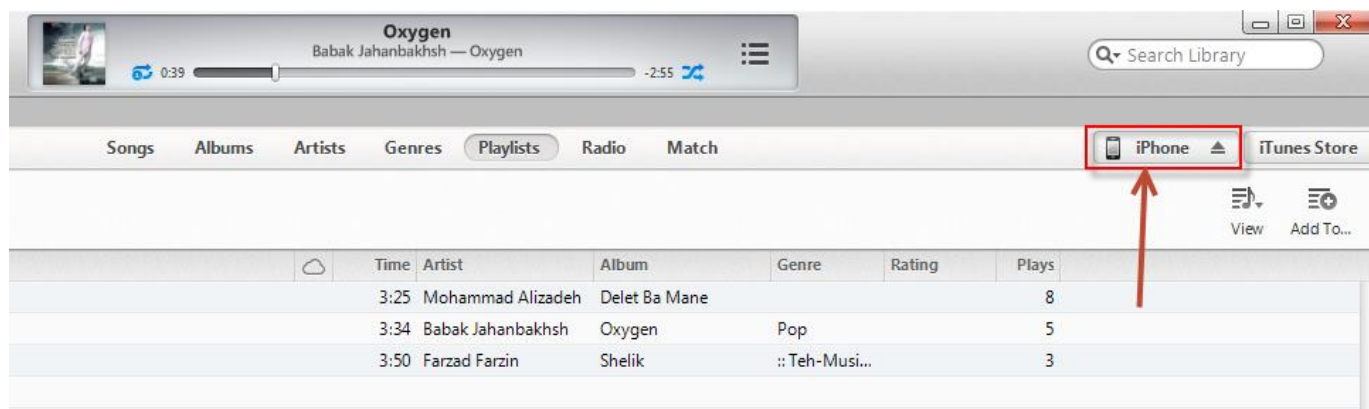 Oxygen
Babak Jahanbakhsh — Oxygen
0:39 -2:55
Search Library
Songs Albums Artists Genres Playlists Radio Match iPhone iTunes Store
View Add To...
Time Artist Album Genre Rating Plays
3:25 Mohammad Alizadeh Delet Ba Mane 8
3:34 Babak Jahanbakhsh Oxygen Pop 5
3:50 Farzad Farzin Shelik :: Teh-Musi... 3